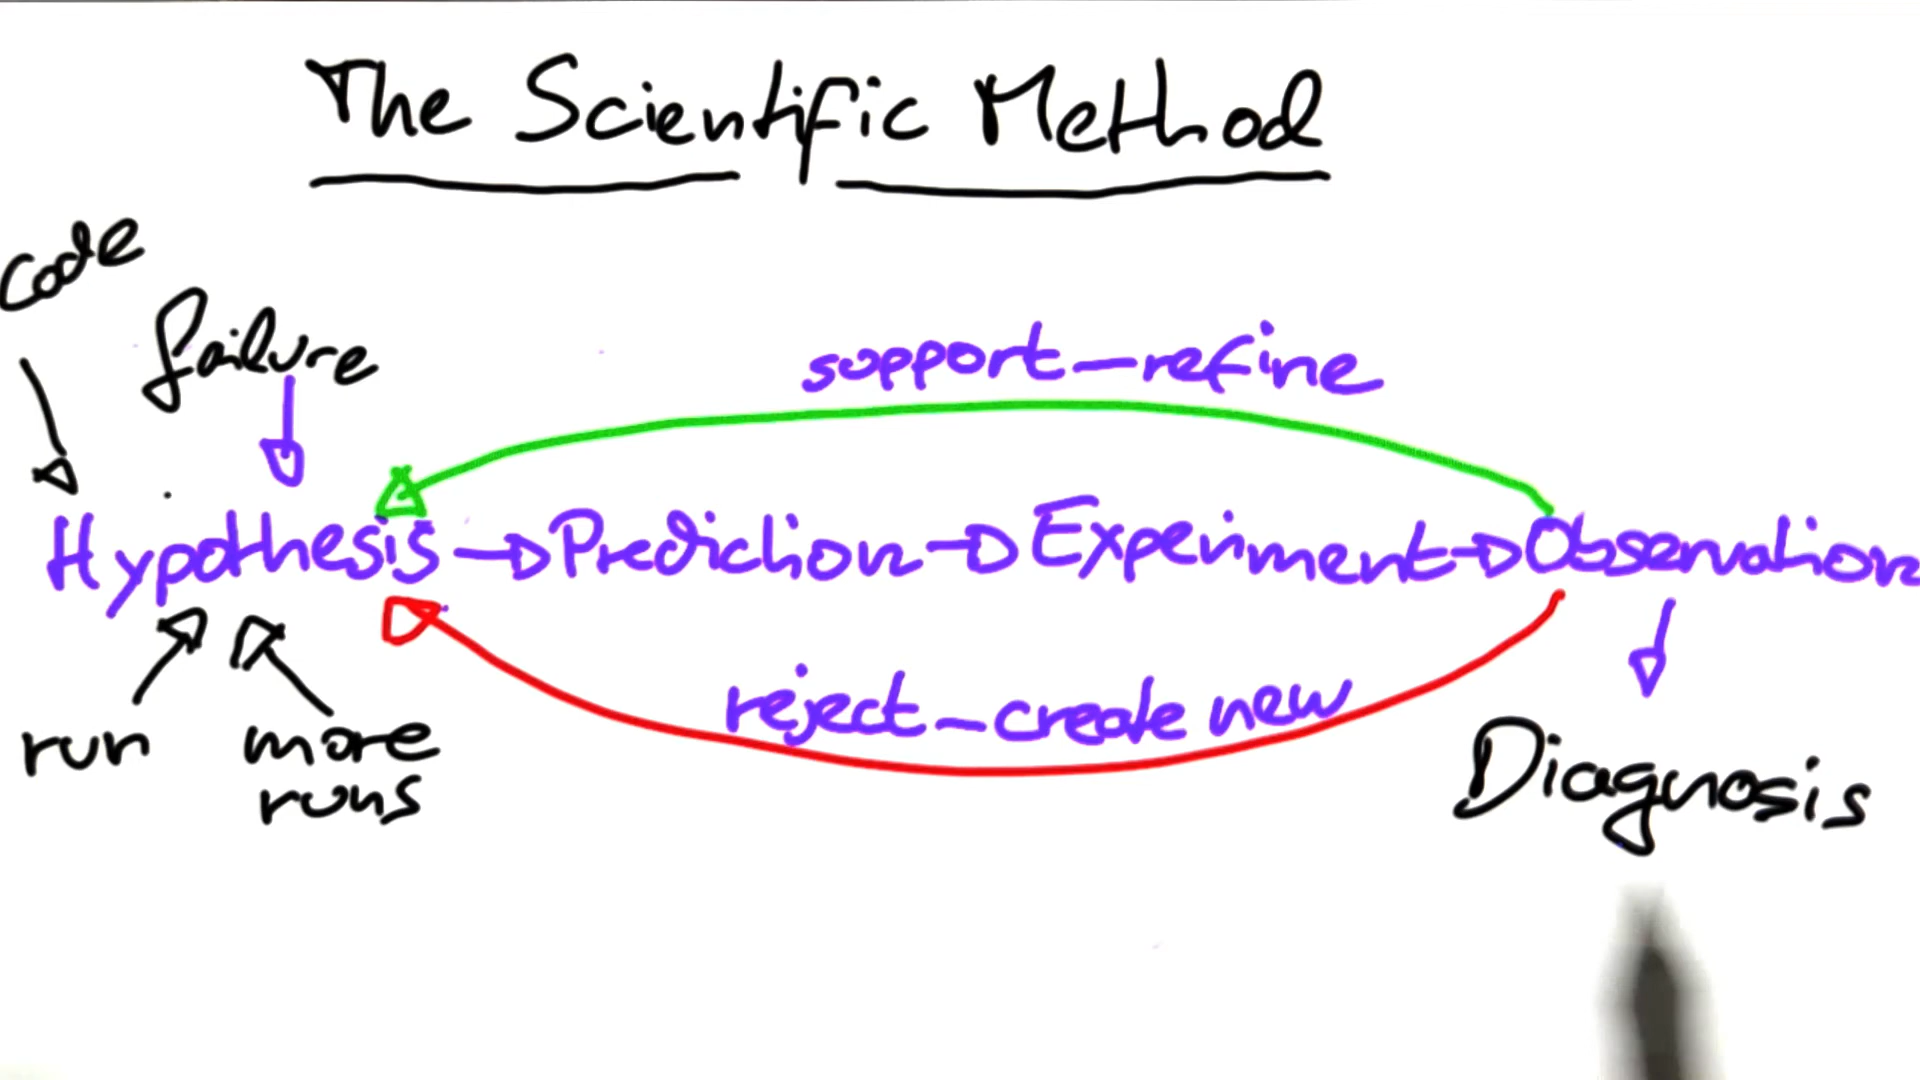 The Scientific Method
code
failure
support-refine
Hypothesis → Prediction → Experiment → Observation
reject-create new
run
more
runs
Diagnosis